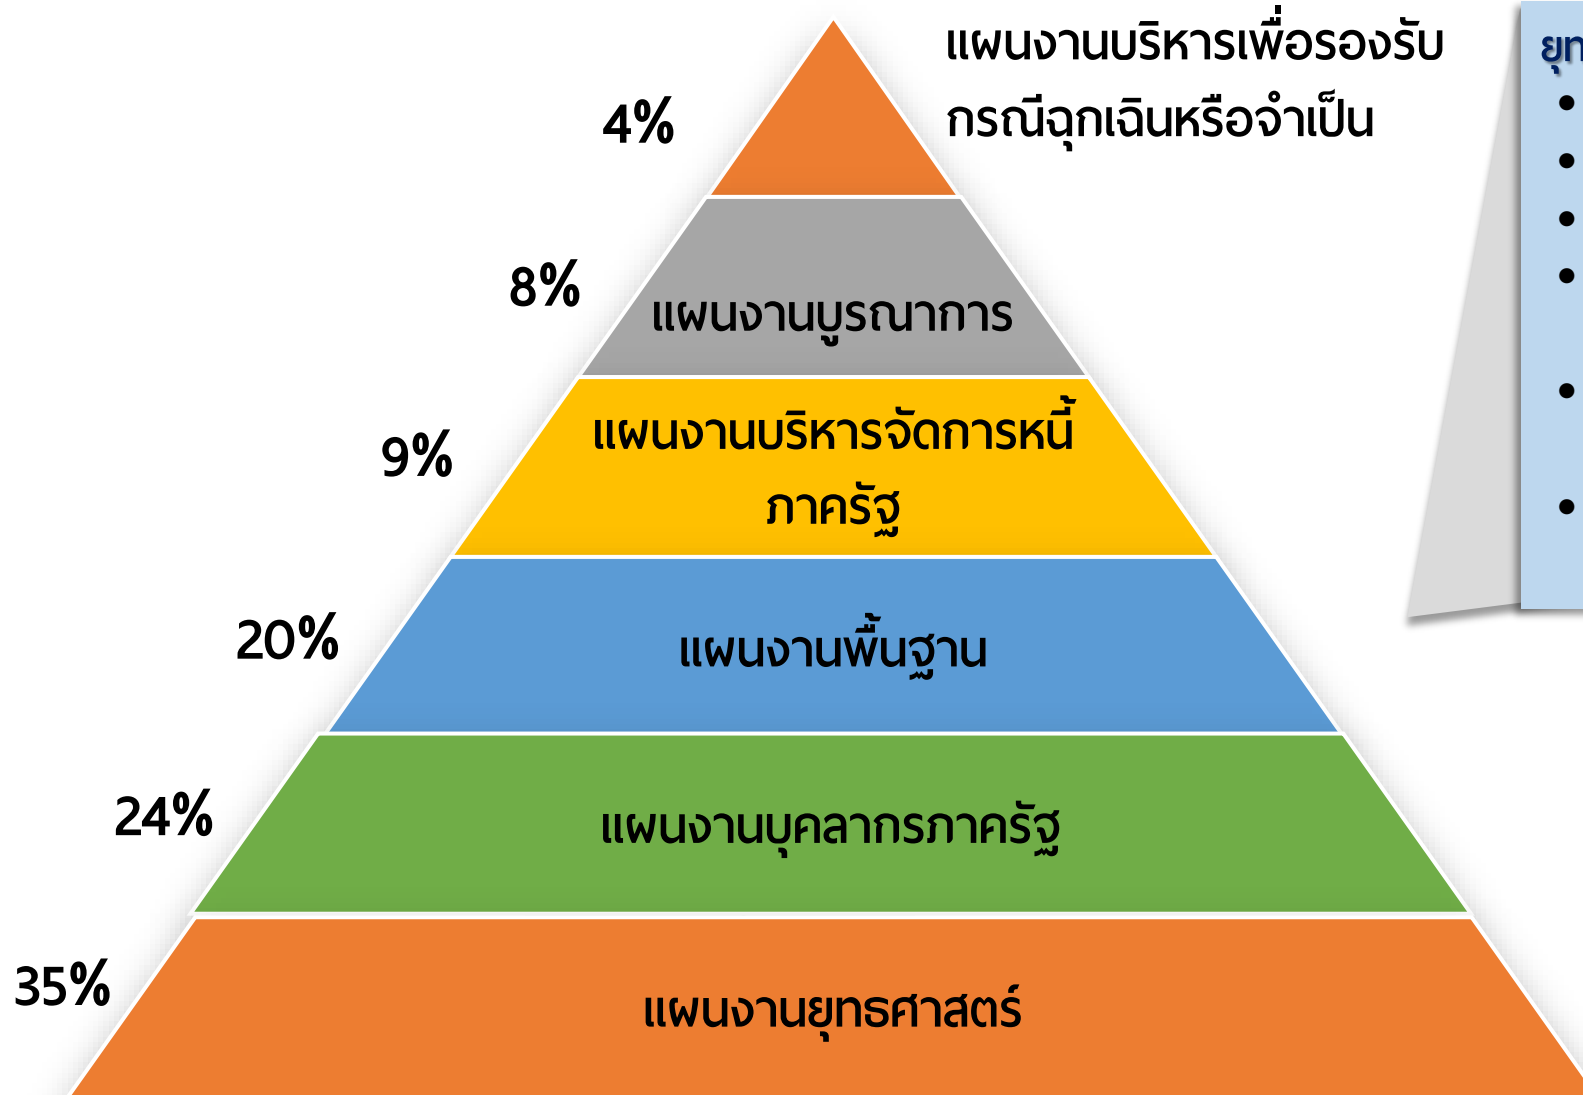 แผนงานบริหารเพื่อรองรับ
กรณีฉุกเฉินหรือจำเป็น
4%
8%
แผนงานบูรณาการ
9%
แผนงานบริหารจัดการหนี้
ภาครัฐ
20%
แผนงานพื้นฐาน
24%
แผนงานบุคลากรภาครัฐ
35%
แผนงานยุทธศาสตร์